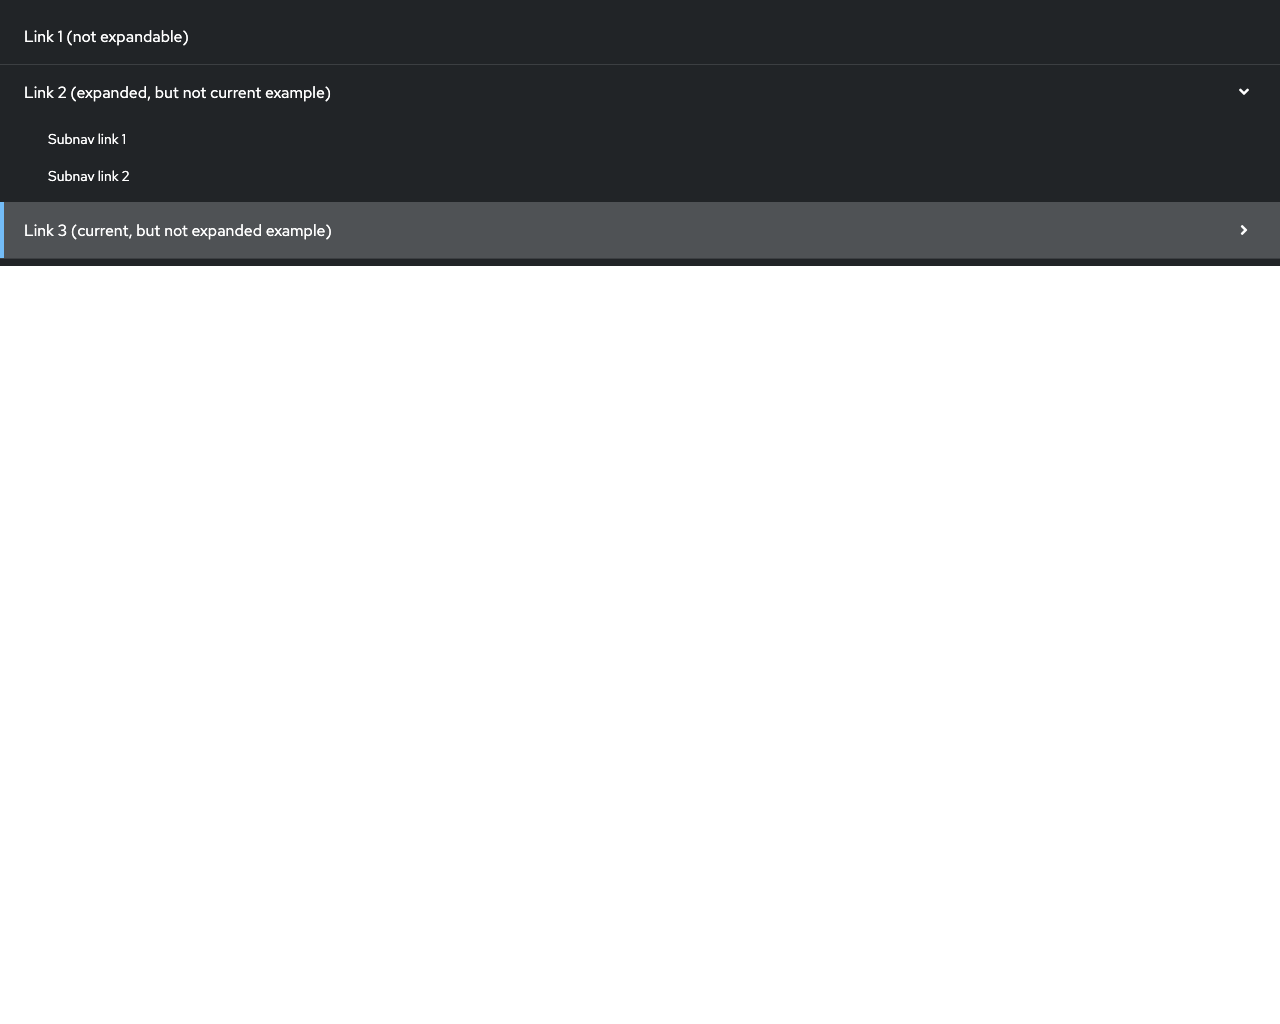 Link 1 (not expandable)
Link 2 (expanded, but not current example)
Subnav link 1
Subnav link 2
Link 3 (current, but not expanded example)